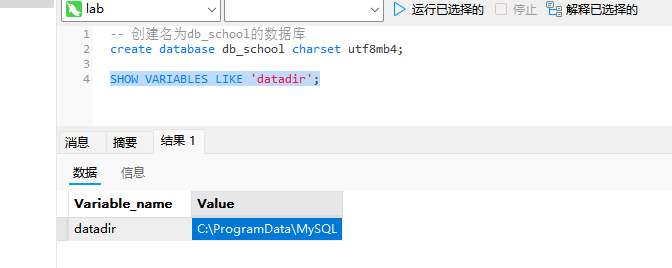 lab
运行已选择的
停止
解释已选择的
1 -- 创建名为db_school的数据库
2 create database db_school charset utf8mb4;
3
4 SHOW VARIABLES LIKE 'datadir';
消息 摘要 结果 1
数据 信息
Variable_name Value
datadir C:\ProgramData\MySQL